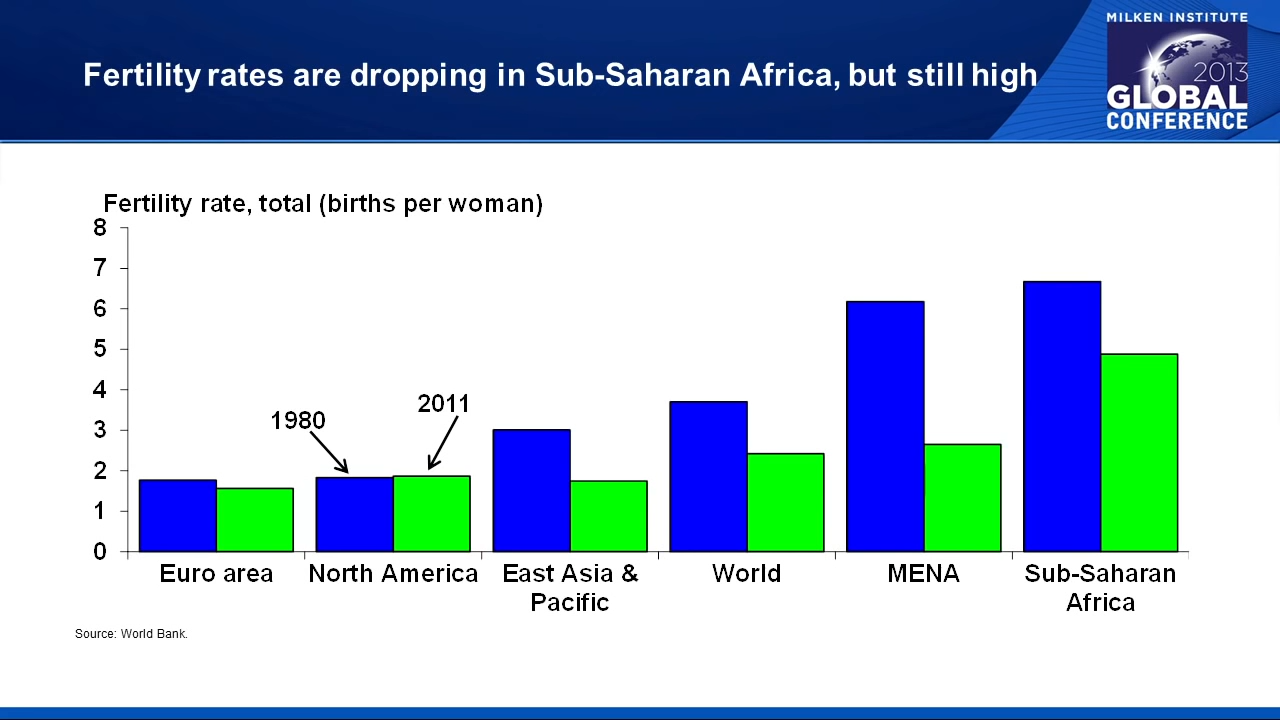 MILKEN INSTITUTE
2013
GLOBAL
CONFERENCE
Fertility rates are dropping in Sub-Saharan Africa, but still high
Fertility rate, total (births per woman)
8
7
6
5
4
3
2
1
0
1980
2011
Euro area
North America
East Asia &
Pacific
World
MENA
Sub-Saharan
Africa
Source: World Bank.